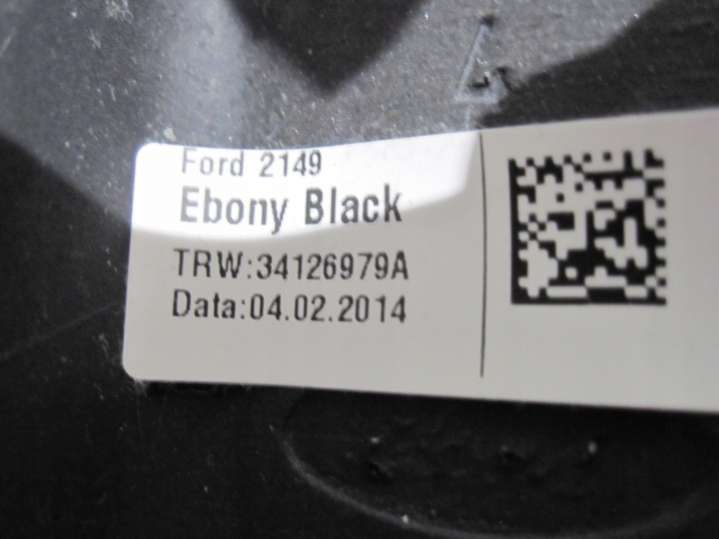 Ford 2149
Ebony Black
TRW:34126979A
Data:04.02.2014